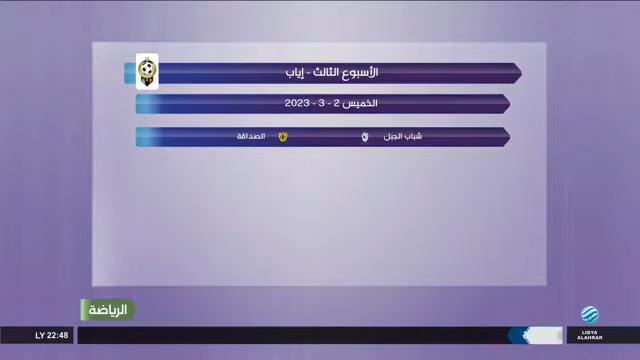 الأسبوع الثالث - إياب
الخميس 2 - 3 - 2023
شباب الجبل الصداقة
الرياضة
LY 22:48
LIBYA
ALAHRAR